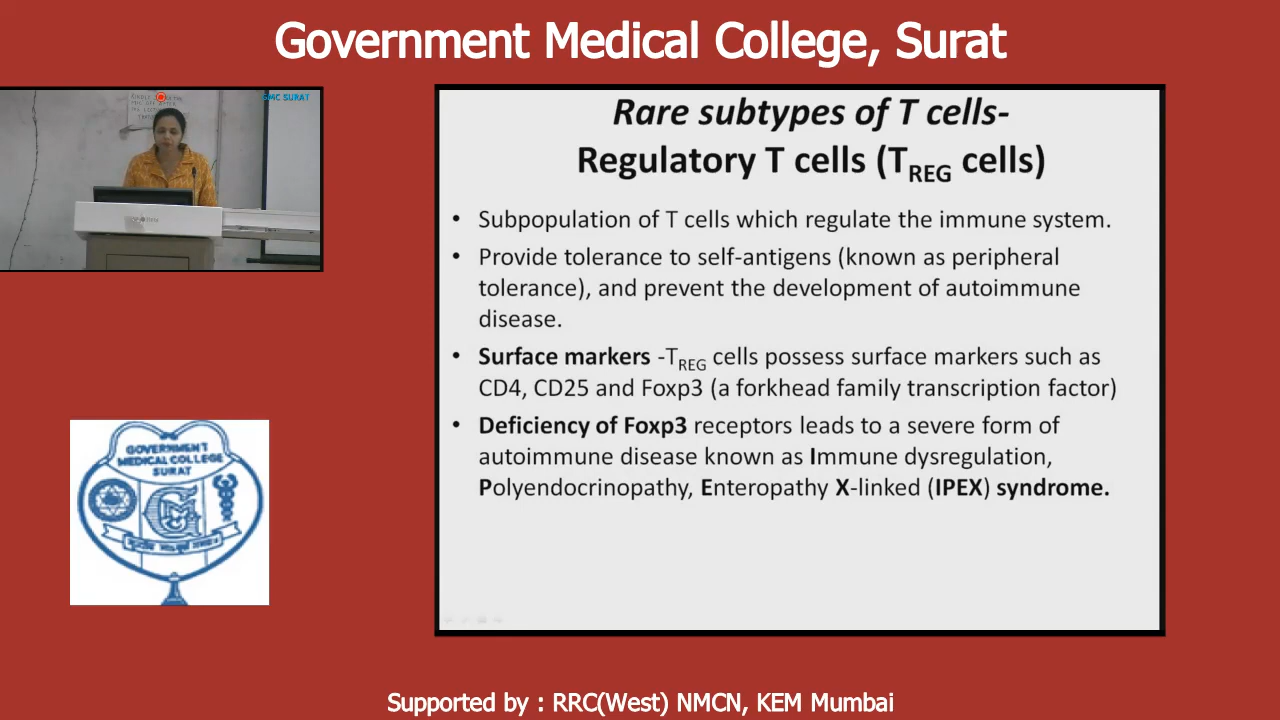 Government Medical College, Surat
GMC SURAT
Rare subtypes of T cells-
Regulatory T cells (TREG cells)
• Subpopulation of T cells which regulate the immune system.
• Provide tolerance to self-antigens (known as peripheral
tolerance), and prevent the development of autoimmune
disease.
• Surface markers -TREG cells possess surface markers such as
CD4, CD25 and Foxp3 (a forkhead family transcription factor)
• Deficiency of Foxp3 receptors leads to a severe form of
autoimmune disease known as Immune dysregulation,
Polyendocrinopathy, Enteropathy X-linked (IPEX) syndrome.
GOVERNMENT
MEDICAL COLLEGE
SURAT
Supported by : RRC(West) NMCN, KEM Mumbai